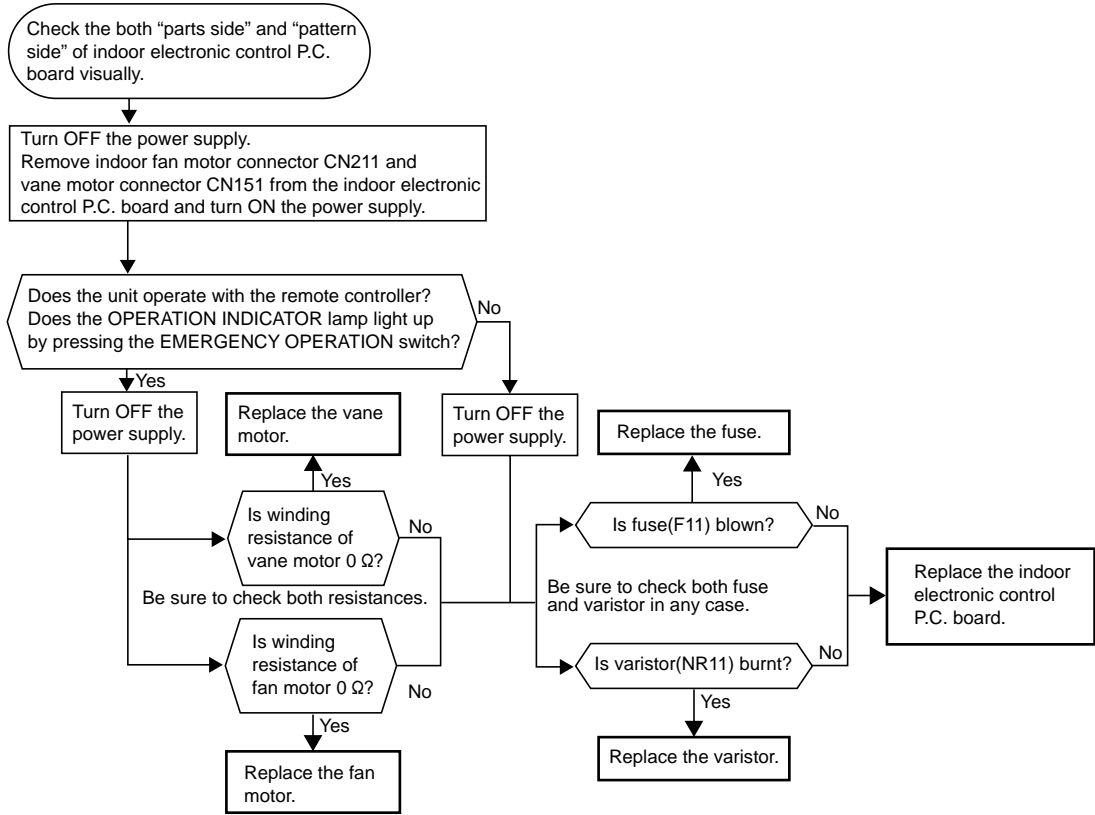 Check the both “parts side” and “pattern
side” of indoor electronic control P.C.
board visually.
Turn OFF the power supply.
Remove indoor fan motor connector CN211 and
vane motor connector CN151 from the indoor electronic
control P.C. board and turn ON the power supply.
Does the unit operate with the remote controller?
Does the OPERATION INDICATOR lamp light up
by pressing the EMERGENCY OPERATION switch?
No
Yes
Turn OFF the
power supply.
Replace the vane
motor.
Turn OFF the
power supply.
Replace the fuse.
Yes
Yes
Is winding
resistance of
vane motor 0 Ω?
No
Is fuse(F11) blown?
No
Be sure to check both resistances.
Be sure to check both fuse
and varistor in any case.
Replace the indoor
electronic control
P.C. board.
Is winding
resistance of
fan motor 0 Ω?
No
Is varistor(NR11) burnt?
No
Yes
Yes
Replace the fan
motor.
Replace the varistor.